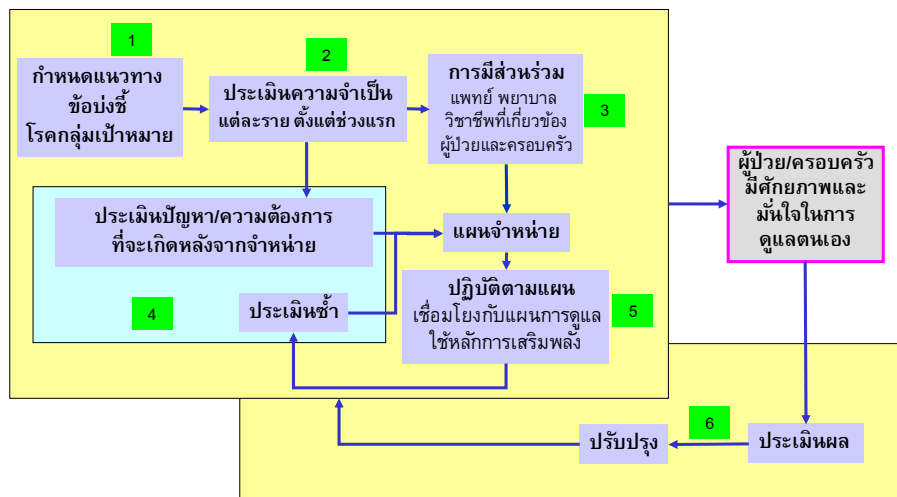 1
กำหนดแนวทาง
ข้อบ่งชี้
โรคกลุ่มเป้าหมาย
2
ประเมินความจำเป็น
แต่ละราย ตั้งแต่ช่วงแรก
การมีส่วนร่วม
แพทย์ พยาบาล
วิชาชีพที่เกี่ยวข้อง
ผู้ป่วยและครอบครัว
3
ประเมินปัญหา/ความต้องการ
ที่จะเกิดหลังจากจำหน่าย
แผนจำหน่าย
4
ประเมินซ้ำ
ปฏิบัติตามแผน
เชื่อมโยงกับแผนการดูแล
ใช้หลักการเสริมพลัง
5
ผู้ป่วย/ครอบครัว
มีศักยภาพและ
มั่นใจในการ
ดูแลตนเอง
ปรับปรุง
6
ประเมินผล